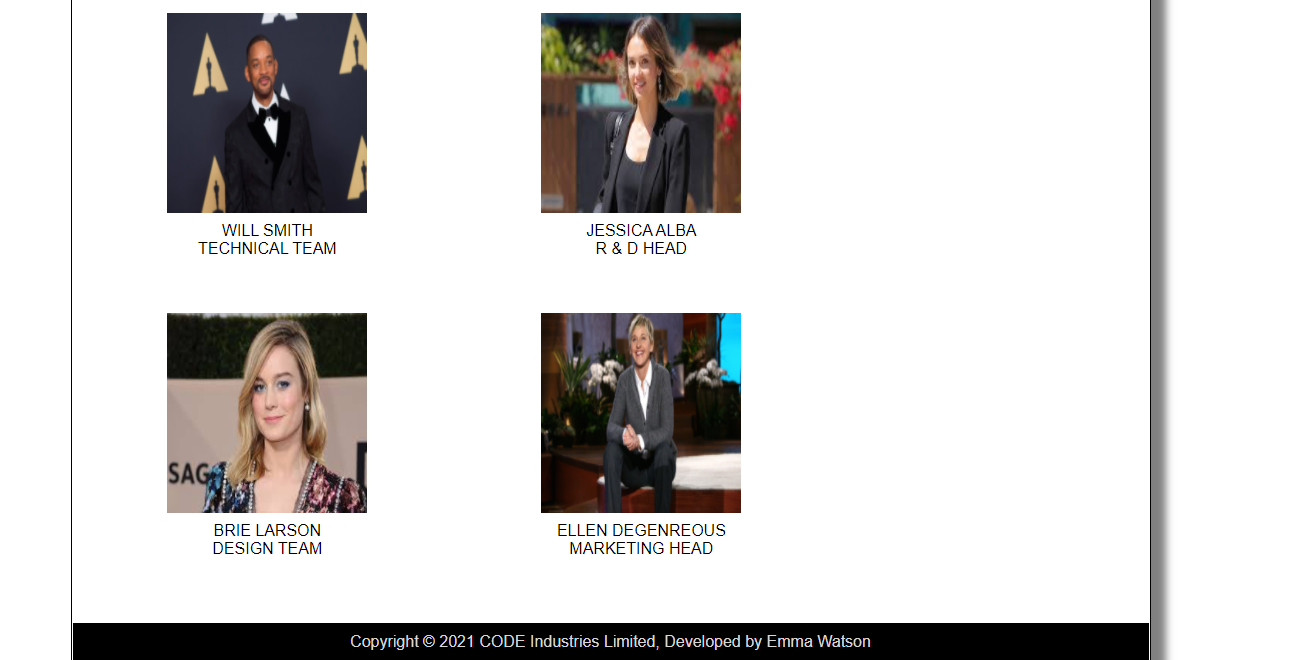 WILL SMITH
TECHNICAL TEAM
JESSICA ALBA
R & D HEAD
SAG
BRIE LARSON
DESIGN TEAM
ELLEN DEGENREOUS
MARKETING HEAD
Copyright © 2021 CODE Industries Limited, Developed by Emma Watson